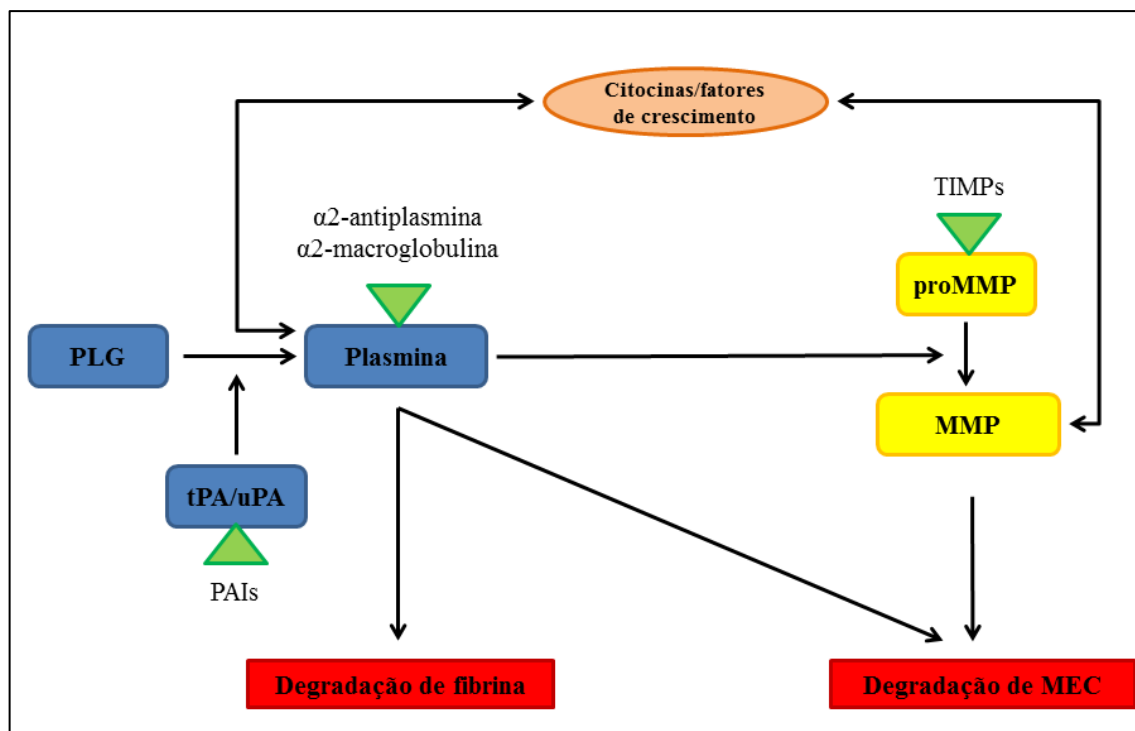 Citocinas/fatores
de crescimento
TIMPs
α2-antiplasmina
α2-macroglobulina
proMMP
PLG
Plasmina
MMP
tPA/uPA
PAIs
Degradação de fibrina
Degradação de MEC